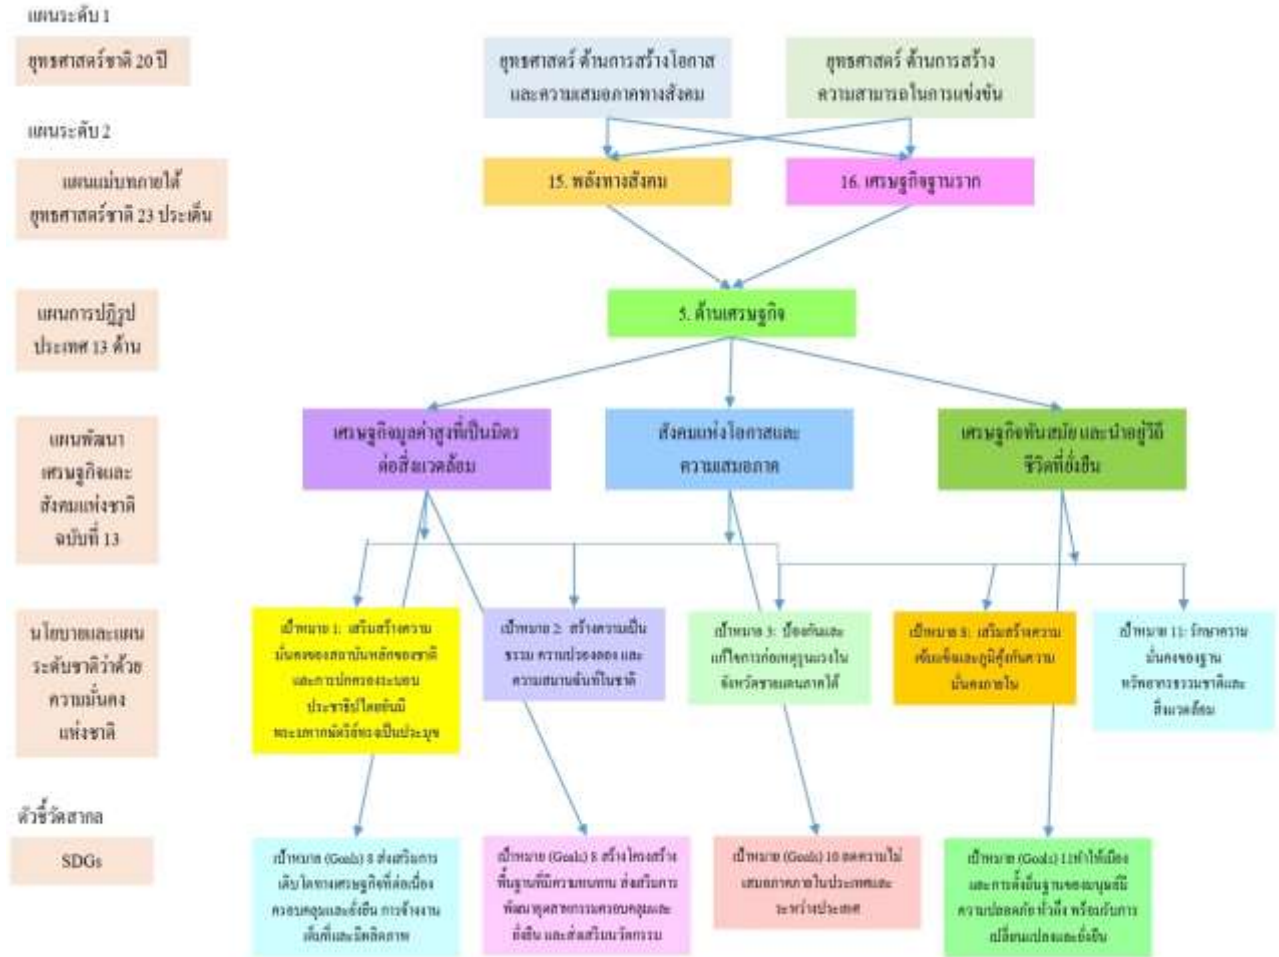 แผนระดับ 1
ยุทธศาสตร์ชาติ 20 ปี
ยุทธศาสตร์ ด้านการสร้างโอกาส
และความเสมอภาคทางสังคม
ยุทธศาสตร์ ด้านการสร้าง
ความสามารถในการแข่งขัน
แผนระดับ 2
แผนแม่บทภายใต้
ยุทธศาสตร์ชาติ 23 ประเด็น
15. พลังทางสังคม
16. เศรษฐกิจฐานราก
แผนการปฏิรูป
ประเทศ 13 ด้าน
5. ด้านเศรษฐกิจ
แผนพัฒนา
เศรษฐกิจและ
สังคมแห่งชาติ
ฉบับที่ 13
เศรษฐกิจมูลค่าสูงที่เป็นมิตร
ต่อสิ่งแวดล้อม
สังคมแห่งโอกาสและ
ความเสมอภาค
เศรษฐกิจทันสมัย และนำอยู่วิถี
ชีวิตที่ยั่งยืน
นโยบายและแผน
ระดับชาติว่าด้วย
ความมั่นคง
แห่งชาติ
เป้าหมาย 1: เสริมสร้างความ
มั่นคงของสถาบันหลักของชาติ
และการปกครองระบอบ
ประชาธิปไตยอันมี
พระมหากษัตริย์ทรงเป็นประมุข
เป้าหมาย 2: สร้างความเป็น
ธรรม ความปรองดอง และ
ความสมานฉันท์ในชาติ
เป้าหมาย 3: ป้องกันและ
แก้ไขการก่อเหตุรุนแรงใน
จังหวัดชายแดนภาคใต้
เป้าหมาย 8: เสริมสร้างความ
เข้มแข็งและภูมิคุ้มกันความ
มั่นคงภายใน
เป้าหมาย 11: รักษาความ
มั่นคงของฐาน
ทรัพยากรธรรมชาติและ
สิ่งแวดล้อม
ตัวชี้วัดสากล
SDGs
เป้าหมาย (Goals) 8 ส่งเสริมการ
เติบโตทางเศรษฐกิจที่ต่อเนื่อง
ครอบคลุมและยั่งยืน การจ้างงาน
เต็มที่และมีผลิตภาพ
เป้าหมาย (Goals) 8 สร้างโครงสร้าง
พื้นฐานที่มีความทนทาน ส่งเสริมการ
พัฒนาอุตสาหกรรมครอบคลุมและ
ยั่งยืน และส่งเสริมนวัตกรรม
เป้าหมาย (Goals) 10 ลดความไม่
เสมอภาคภายในประเทศและ
ระหว่างประเทศ
เป้าหมาย (Goals) 11ทำให้เมือง
และการตั้งถิ่นฐานของมนุษย์มี
ความปลอดภัย ทั่วถึง พร้อมรับการ
เปลี่ยนแปลงและยั่งยืน